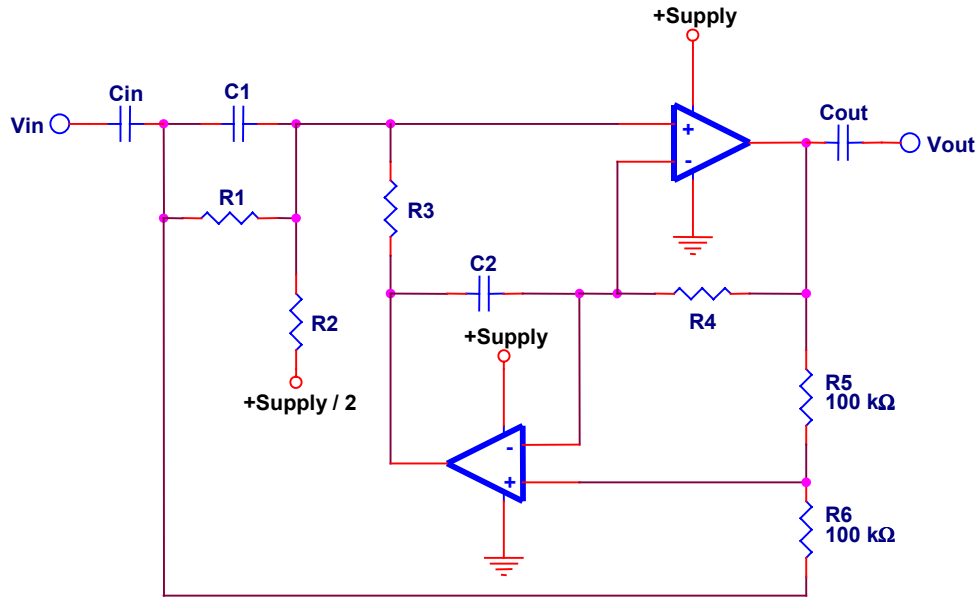 +Supply
Cin
C1
Cout
Vin
+
-
Vout
R1
R3
C2
R2
R4
+Supply
+Supply / 2
R5
100 kΩ
-
+
R6
100 kΩ